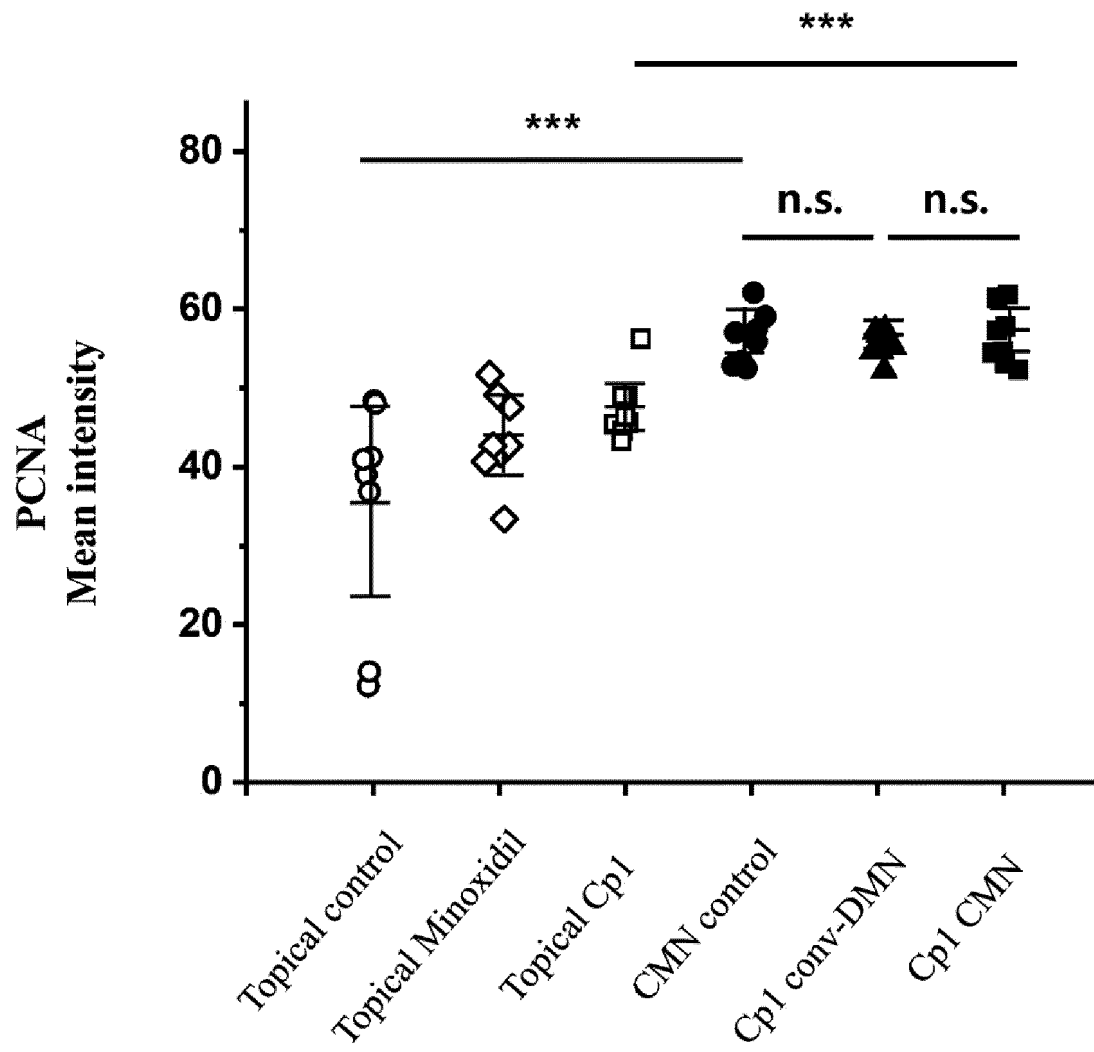 ***
***
n.s.
n.s.
80
60
40
20
0
PCNA
Mean intensity
Topical control
Topical Minoxidil
Topical Cp1
CMN control
Cp1 conv-DMN
Cp1 CMN